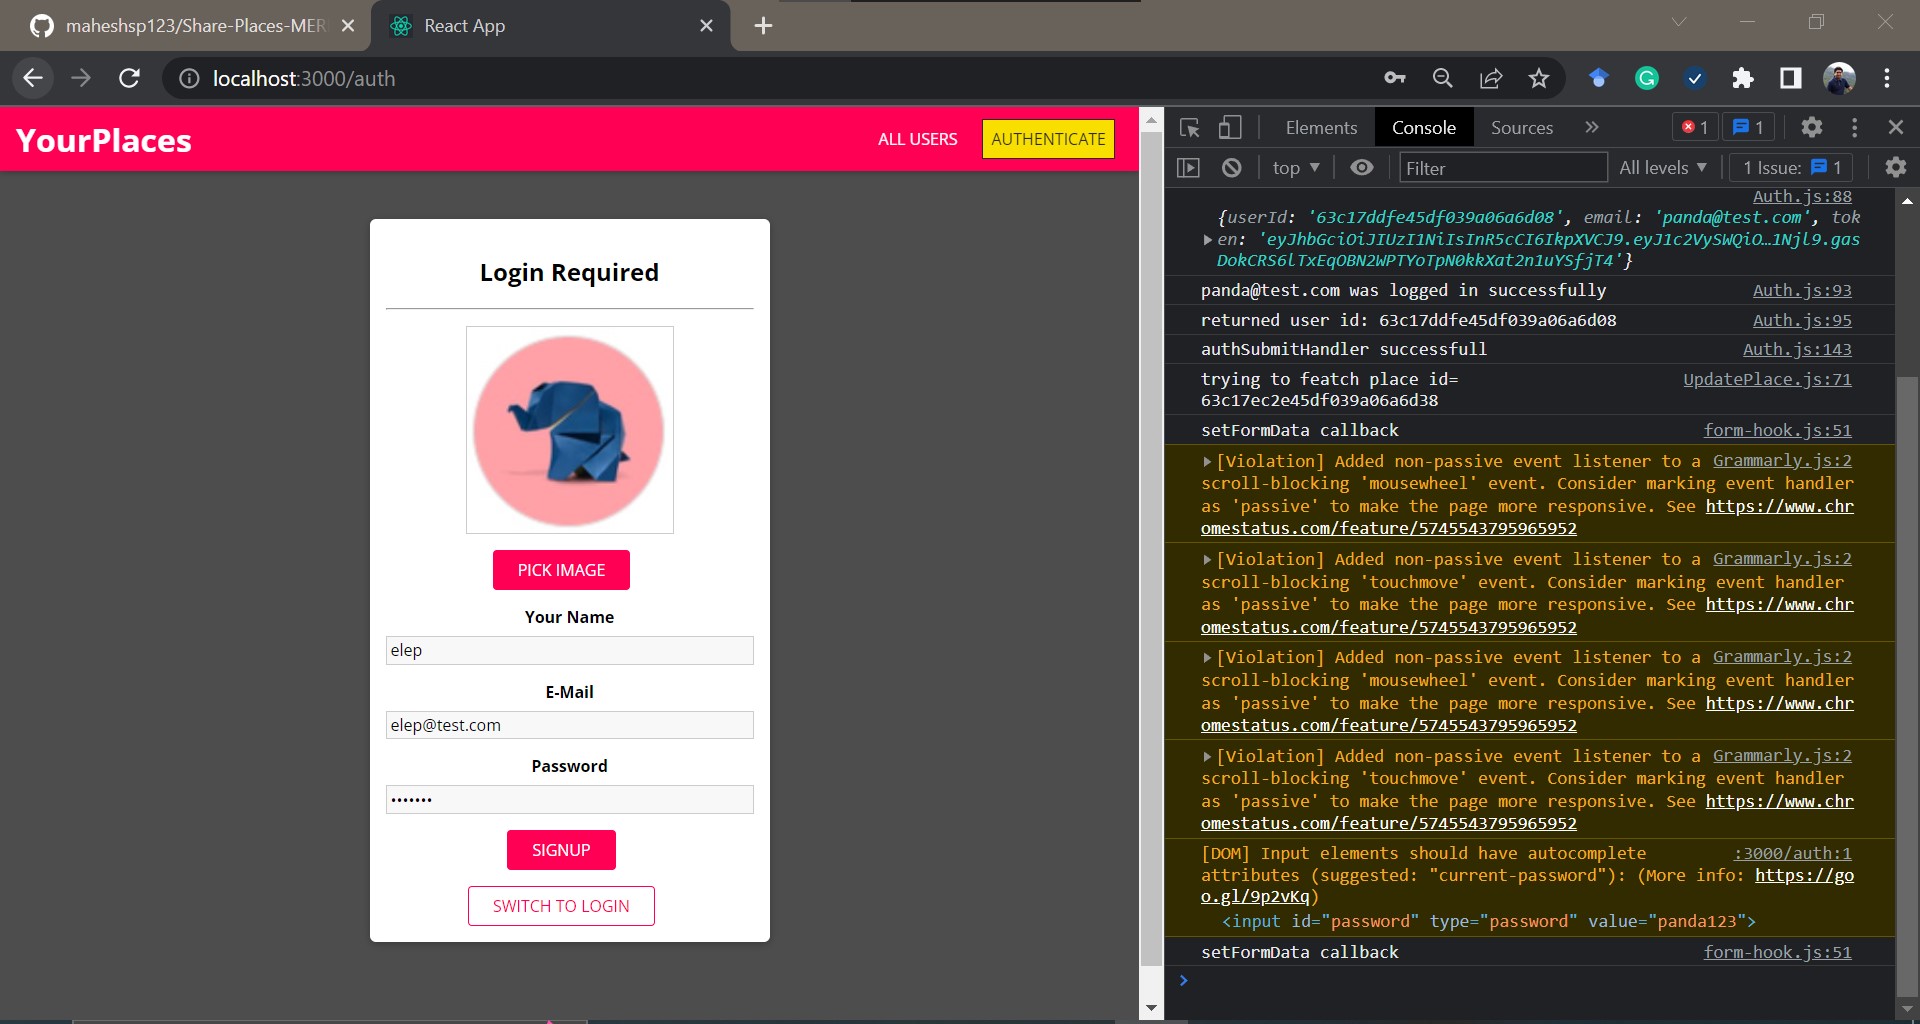 maheshsp123/Share-Places-MER
React App
localhost:3000/auth
YourPlaces
ALL USERS
AUTHENTICATE
Login Required
PICK IMAGE
Your Name
elep
E-Mail
elep@test.com
Password
•••••••
SIGNUP
SWITCH TO LOGIN
Elements
Console
Sources
1
1
top
Filter
All levels
1 Issue:
1
Auth.js:88
{userId: '63c17ddfe45df039a06a6d08', email: 'panda@test.com', tok
en: 'eyJhbGciOiJIUzI1NiIsInR5cCI6IkpXVCJ9.eyJ1c2VySWQiO…1Njl9.gas
DokCRS6lTxEqOBN2WPTYoTpN0kkXat2n1uYSfjT4'}
panda@test.com was logged in successfully
Auth.js:93
returned user id: 63c17ddfe45df039a06a6d08
Auth.js:95
authSubmitHandler successfull
Auth.js:143
trying to featch place id=
UpdatePlace.js:71
63c17ec2e45df039a06a6d38
setFormData callback
form-hook.js:51
[Violation] Added non-passive event listener to a
Grammarly.js:2
scroll-blocking 'mousewheel' event. Consider marking event handler
as 'passive' to make the page more responsive. See https://www.chr
omestatus.com/feature/5745543795965952
[Violation] Added non-passive event listener to a
Grammarly.js:2
scroll-blocking 'touchmove' event. Consider marking event handler
as 'passive' to make the page more responsive. See https://www.chr
omestatus.com/feature/5745543795965952
[Violation] Added non-passive event listener to a
Grammarly.js:2
scroll-blocking 'mousewheel' event. Consider marking event handler
as 'passive' to make the page more responsive. See https://www.chr
omestatus.com/feature/5745543795965952
[Violation] Added non-passive event listener to a
Grammarly.js:2
scroll-blocking 'touchmove' event. Consider marking event handler
as 'passive' to make the page more responsive. See https://www.chr
omestatus.com/feature/5745543795965952
[DOM] Input elements should have autocomplete
:3000/auth:1
attributes (suggested: "current-password"): (More info: https://go
o.gl/9p2vKq)
<input id="password" type="password" value="panda123">
setFormData callback
form-hook.js:51